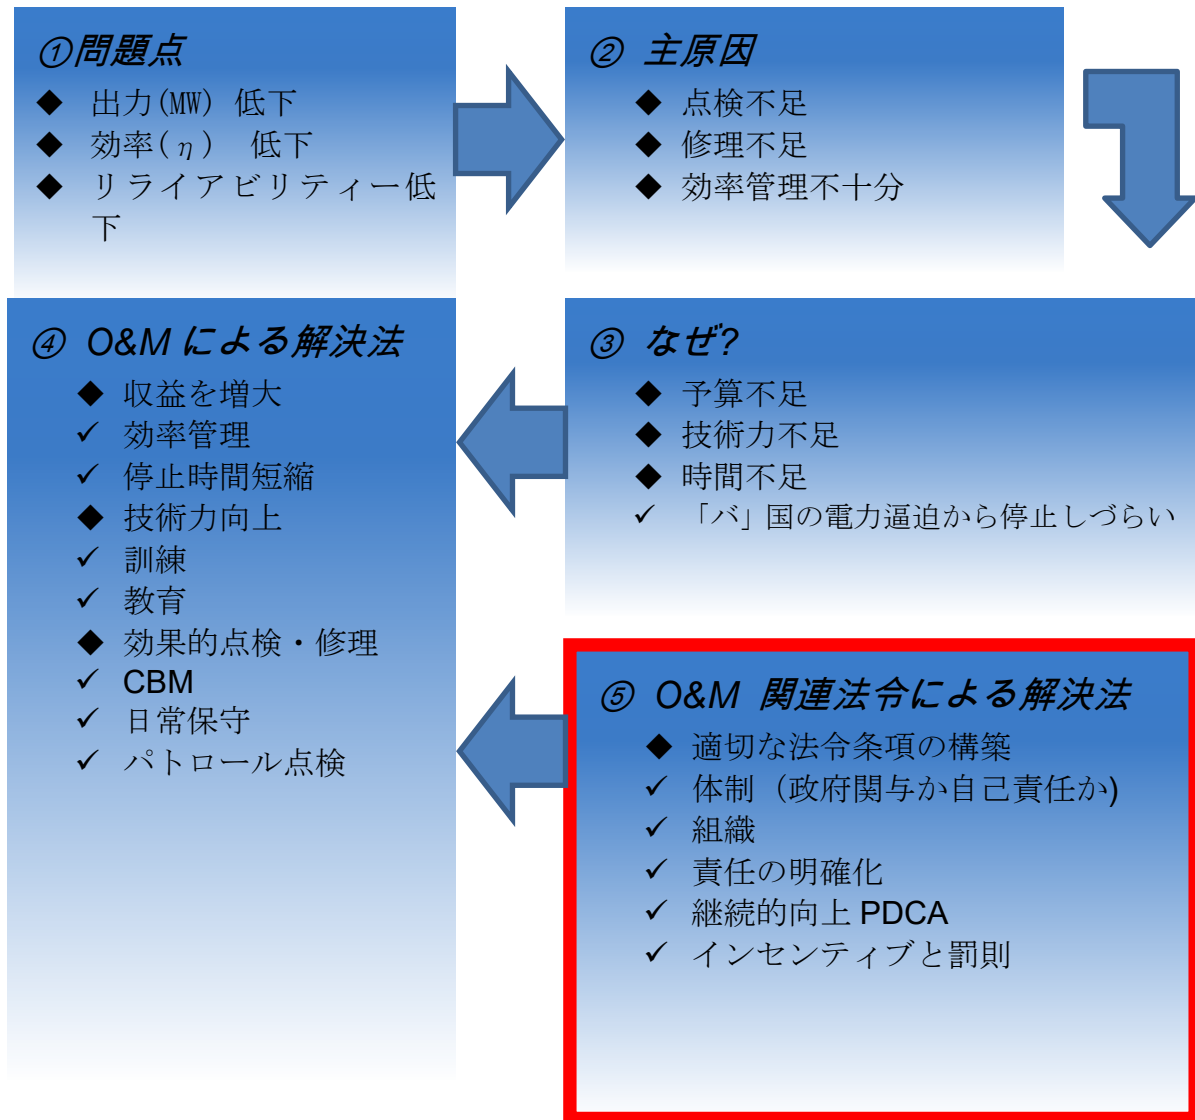 ①問題点
◆ 出力(MW) 低下
◆ 効率(η) 低下
◆ リライアビリティー低
下
② 主原因
◆ 点検不足
◆ 修理不足
◆ 効率管理不十分
③ なぜ?
◆ 予算不足
◆ 技術力不足
◆ 時間不足
✓ 「バ」国の電力逼迫から停止しづらい
④ O&M による解決法
◆ 収益を増大
✓ 効率管理
✓ 停止時間短縮
◆ 技術力向上
✓ 訓練
✓ 教育
◆ 効果的点検・修理
✓ CBM
✓ 日常保守
✓ パトロール点検
⑤ O&M 関連法令による解決法
◆ 適切な法令条項の構築
✓ 体制（政府関与か自己責任か)
✓ 組織
✓ 責任の明確化
✓ 継続的向上 PDCA
✓ インセンティブと罰則